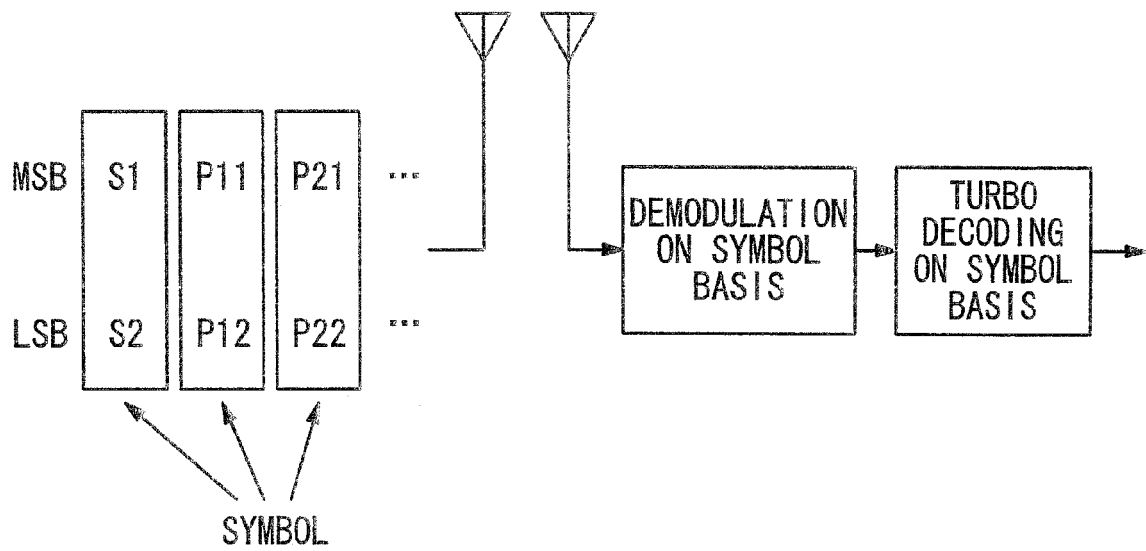 MSB S1 P11 P21 ...
LSB S2 P12 P22 ...
SYMBOL
DEMODULATION
ON SYMBOL
BASIS
TURBO
DECODING
ON SYMBOL
BASIS